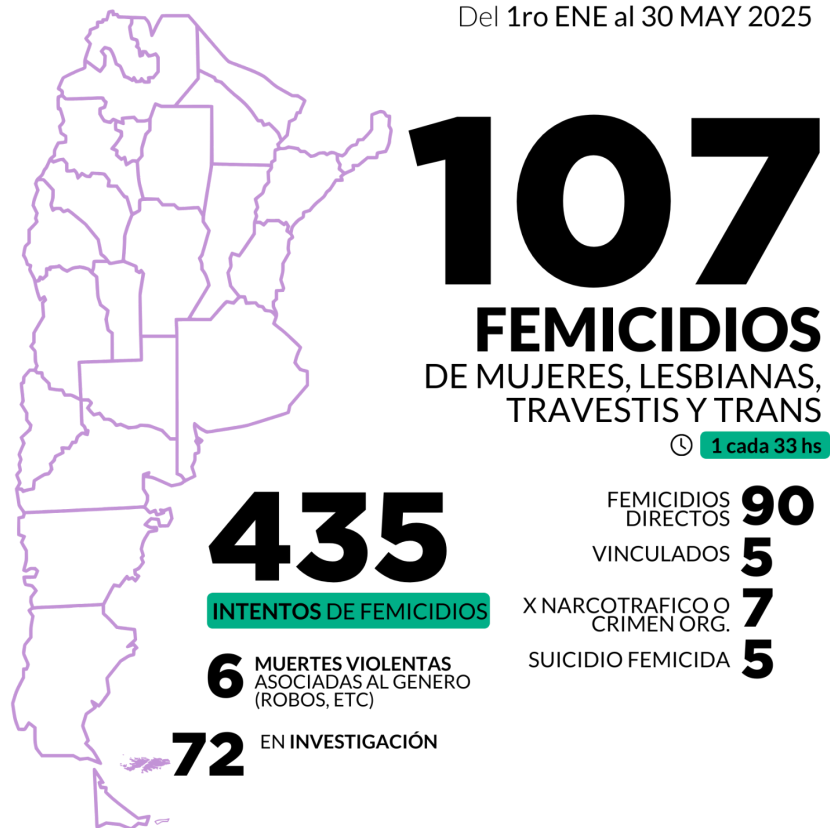 Del 1ro ENE al 30 MAY 2025
107
FEMICIDIOS
DE MUJERES, LESBIANAS,
TRAVESTIS Y TRANS
1 cada 33 hs
435
INTENTOS DE FEMICIDIOS
6 MUERTES VIOLENTAS
ASOCIADAS AL GENERO
(ROBOS, ETC)
72 EN INVESTIGACIÓN
FEMICIDIOS
DIRECTOS 90
VINCULADOS 5
X NARCOTRAFICO O
CRIMEN ORG. 7
SUICIDIO FEMICIDA 5